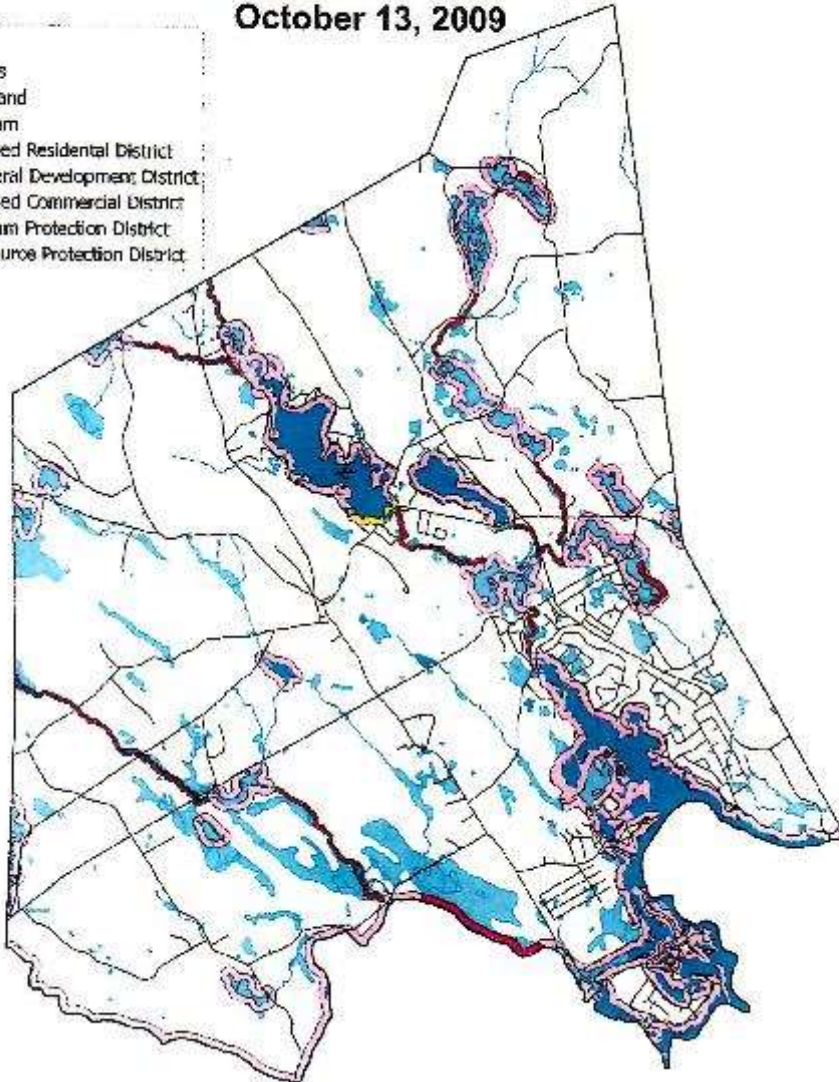 October 13, 2009
s
and
am
ed Residental District
eral Development District
ed Commercial District
am Protection District
ource Protection District